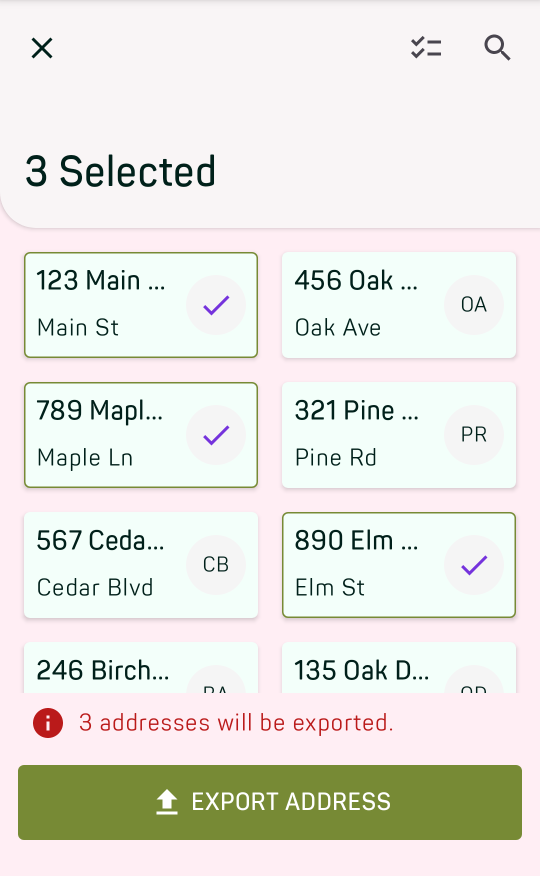 3 Selected
123 Main ...
Main St
456 Oak ...
Oak Ave
OA
789 Mapl...
Maple Ln
321 Pine ...
Pine Rd
PR
567 Ceda...
Cedar Blvd
CB
890 Elm ...
Elm St
246 Birch...
BA
135 Oak D...
OD
3 addresses will be exported.
EXPORT ADDRESS